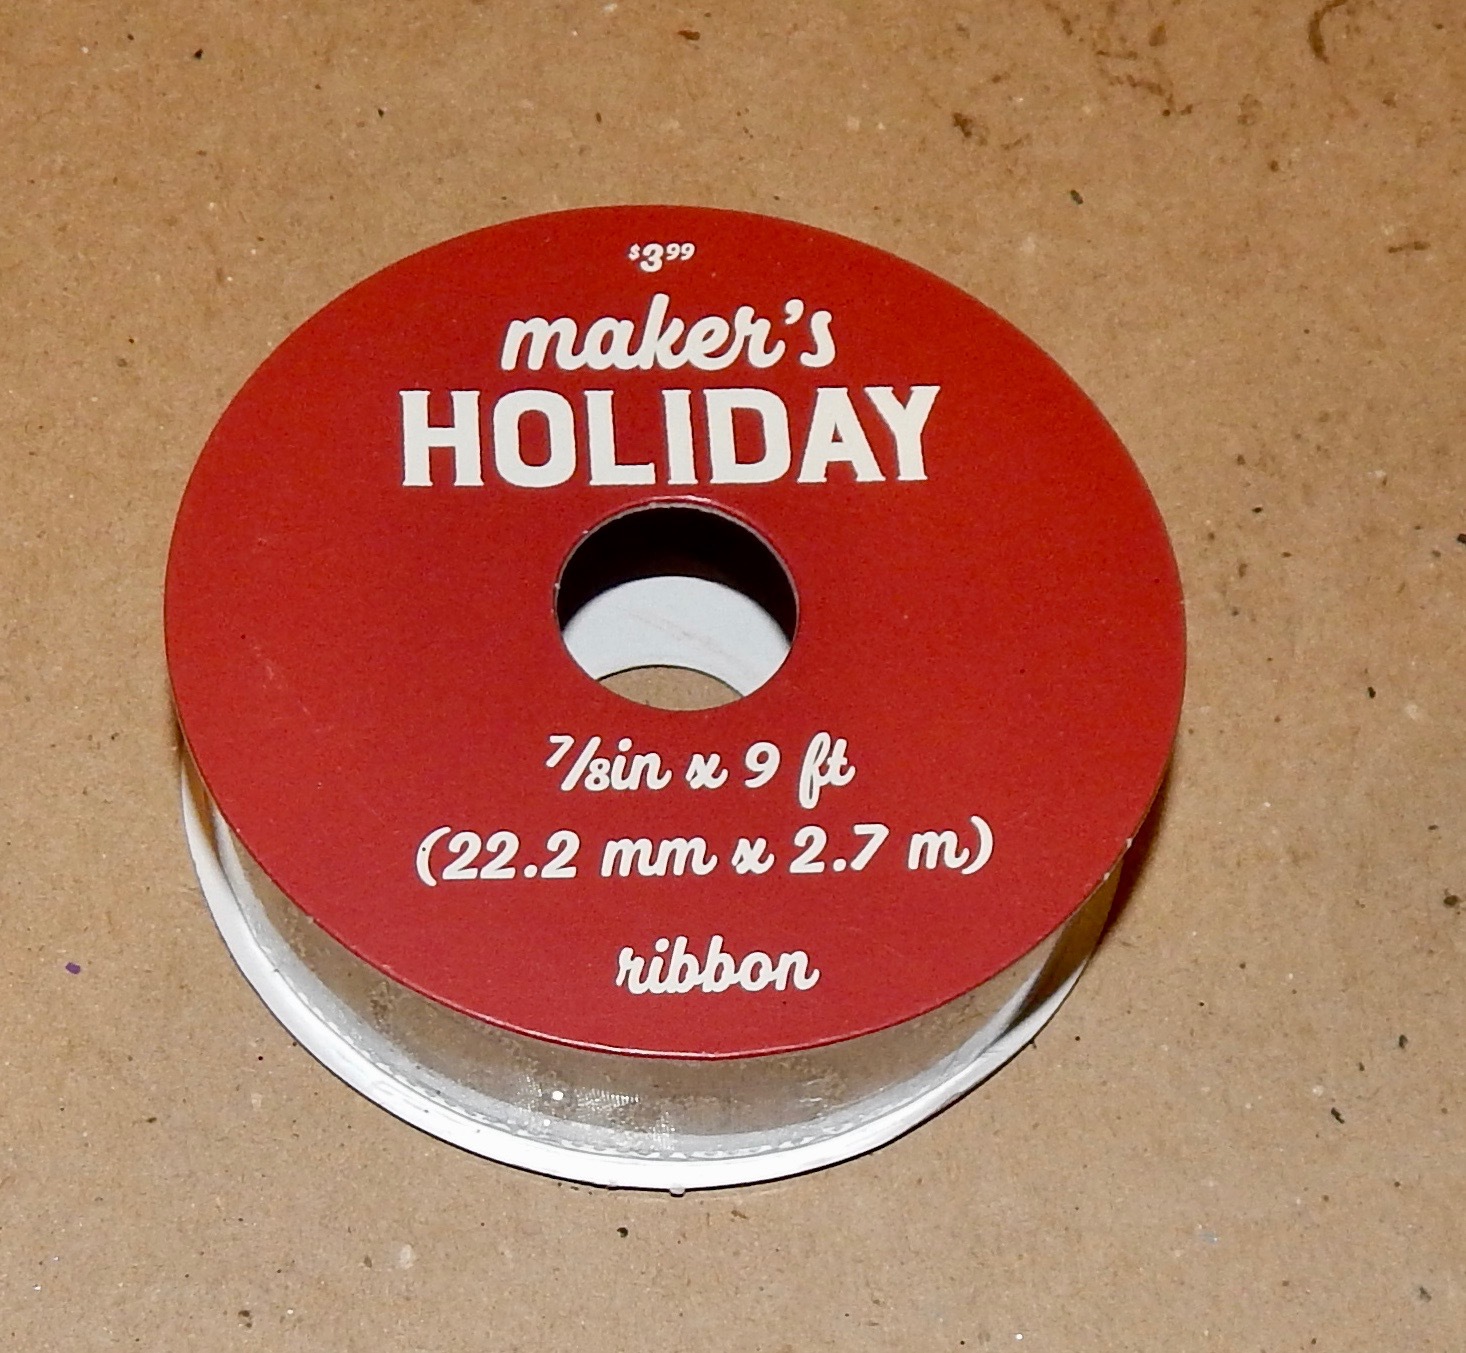 $3.99
maker's
HOLIDAY
7/8in x 9 ft
(22.2 mm x 2.7 m)
ribbon